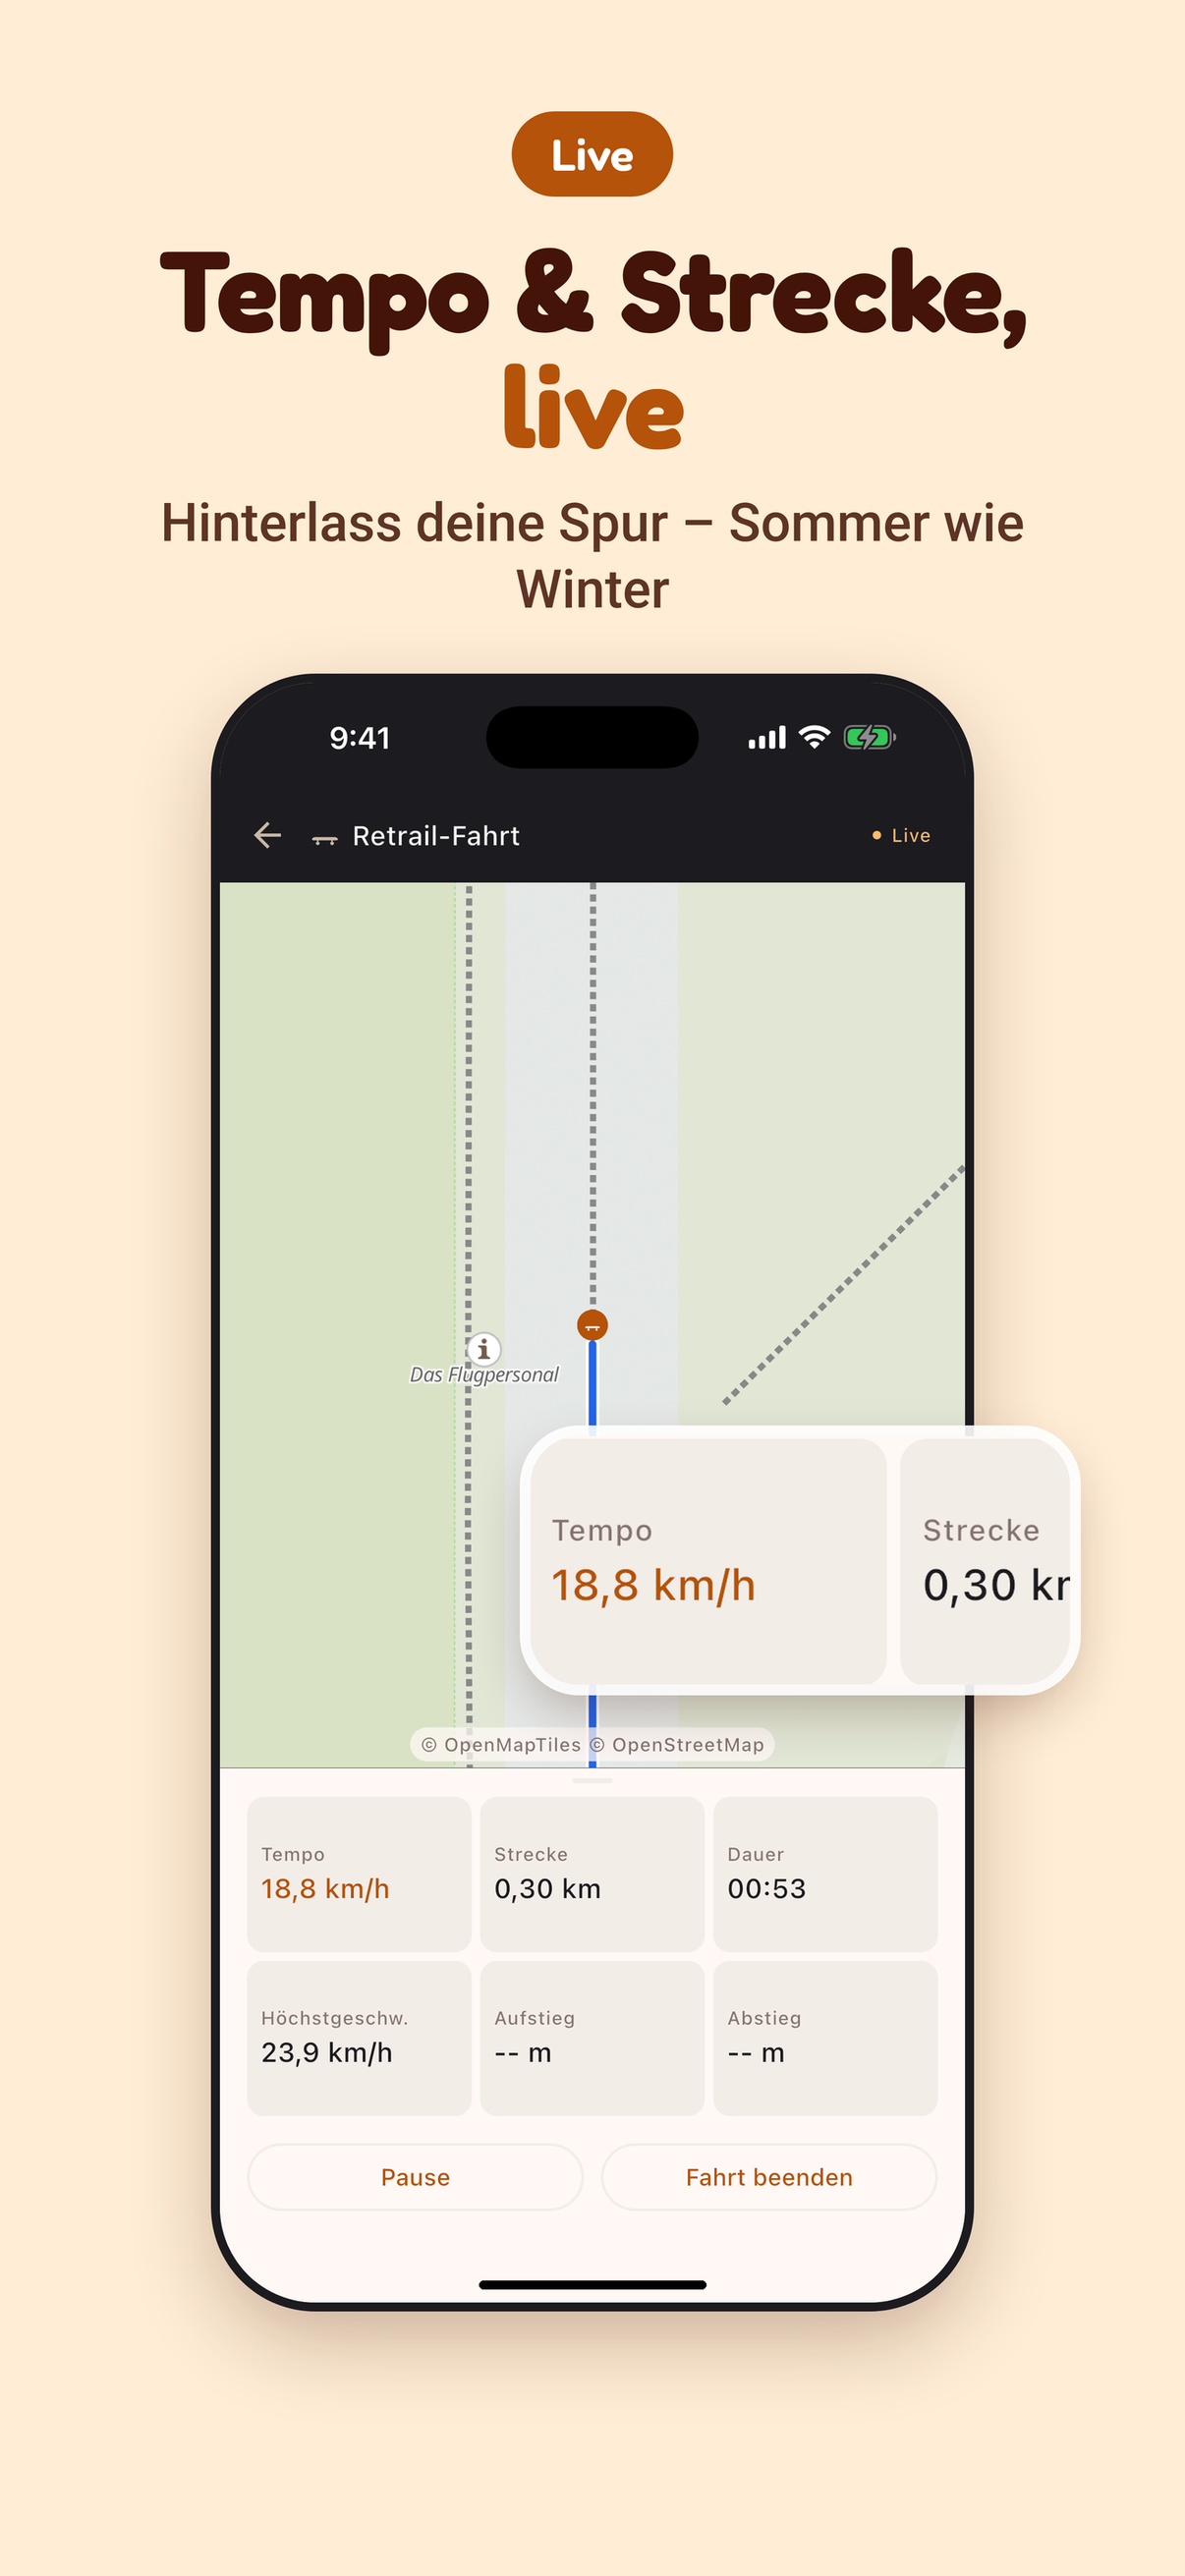 Live
Tempo & Strecke,
live
Hinterlass deine Spur – Sommer wie
Winter
9:41
Retrail-Fahrt
Live
Das Flugpersonal
Tempo
18,8 km/h
Strecke
0,30 kr
© OpenMapTiles © OpenStreetMap
Tempo
18,8 km/h
Strecke
0,30 km
Dauer
00:53
Höchstgeschw.
23,9 km/h
Aufstieg
-- m
Abstieg
-- m
Pause
Fahrt beenden